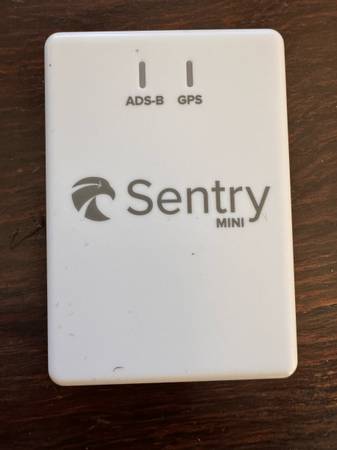 ADS-B GPS
Sentry
MINI